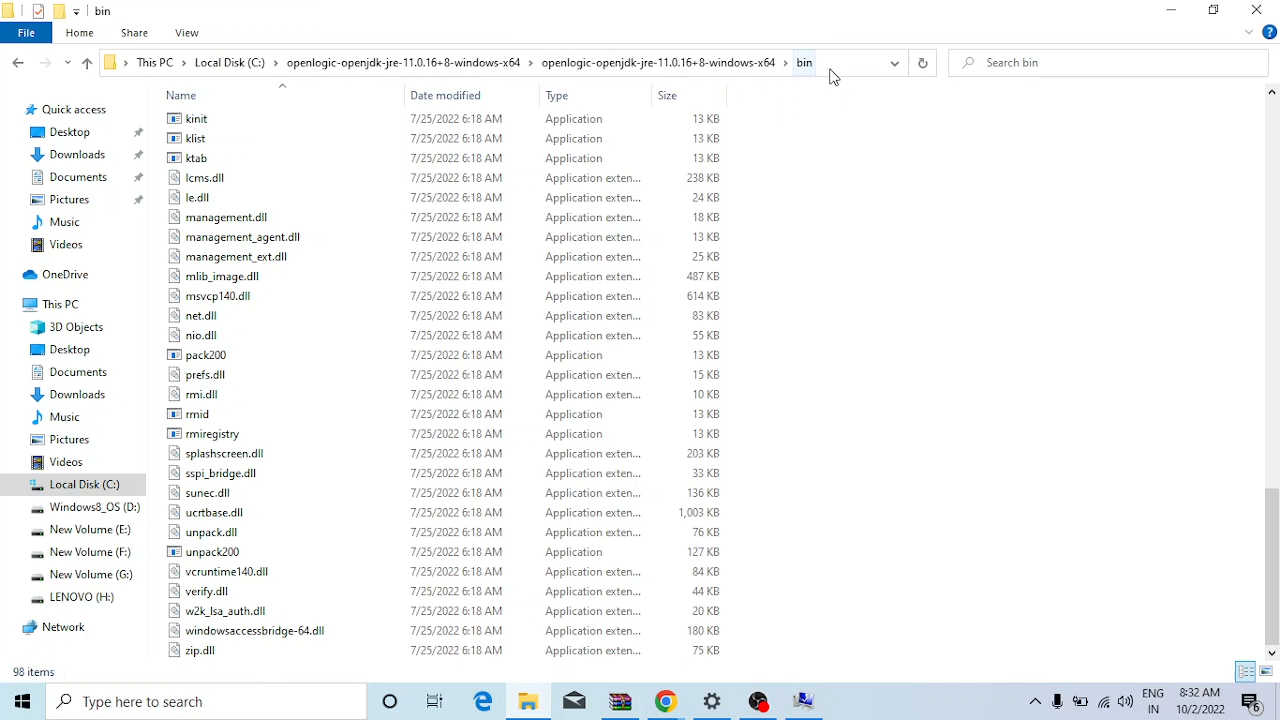 bin
File Home Share View
This PC Local Disk (C:) openlogic-openjdk-jre-11.0.16+8-windows-x64 openlogic-openjdk-jre-11.0.16+8-windows-x64 bin Search bin
Name Date modified Type Size
Quick access
Desktop
Downloads
Documents
Pictures
Music
Videos
OneDrive
This PC
3D Objects
Desktop
Documents
Downloads
Music
Pictures
Videos
Local Disk (C:)
Windows8_OS (D:)
New Volume (E:)
New Volume (F:)
New Volume (G:)
LENOVO (H:)
Network
kinit 7/25/2022 6:18 AM Application 13 KB
klist 7/25/2022 6:18 AM Application 13 KB
ktab 7/25/2022 6:18 AM Application 13 KB
lcms.dll 7/25/2022 6:18 AM Application exten... 238 KB
le.dll 7/25/2022 6:18 AM Application exten... 24 KB
management.dll 7/25/2022 6:18 AM Application exten... 18 KB
management_agent.dll 7/25/2022 6:18 AM Application exten... 13 KB
management_ext.dll 7/25/2022 6:18 AM Application exten... 25 KB
mlib_image.dll 7/25/2022 6:18 AM Application exten... 487 KB
msvcp140.dll 7/25/2022 6:18 AM Application exten... 614 KB
net.dll 7/25/2022 6:18 AM Application exten... 83 KB
nio.dll 7/25/2022 6:18 AM Application exten... 55 KB
pack200 7/25/2022 6:18 AM Application 13 KB
prefs.dll 7/25/2022 6:18 AM Application exten... 15 KB
rmi.dll 7/25/2022 6:18 AM Application exten... 10 KB
rmid 7/25/2022 6:18 AM Application 13 KB
rmiregistry 7/25/2022 6:18 AM Application 13 KB
splashscreen.dll 7/25/2022 6:18 AM Application exten... 203 KB
sspi_bridge.dll 7/25/2022 6:18 AM Application exten... 33 KB
sunec.dll 7/25/2022 6:18 AM Application exten... 136 KB
ucrtbase.dll 7/25/2022 6:18 AM Application exten... 1,003 KB
unpack.dll 7/25/2022 6:18 AM Application exten... 76 KB
unpack200 7/25/2022 6:18 AM Application 127 KB
vcruntime140.dll 7/25/2022 6:18 AM Application exten... 84 KB
verify.dll 7/25/2022 6:18 AM Application exten... 44 KB
w2k_lsa_auth.dll 7/25/2022 6:18 AM Application exten... 20 KB
windowsaccessbridge-64.dll 7/25/2022 6:18 AM Application exten... 180 KB
zip.dll 7/25/2022 6:18 AM Application exten... 75 KB
98 items
Type here to search
ENG
IN
8:32 AM
10/2/2022
6